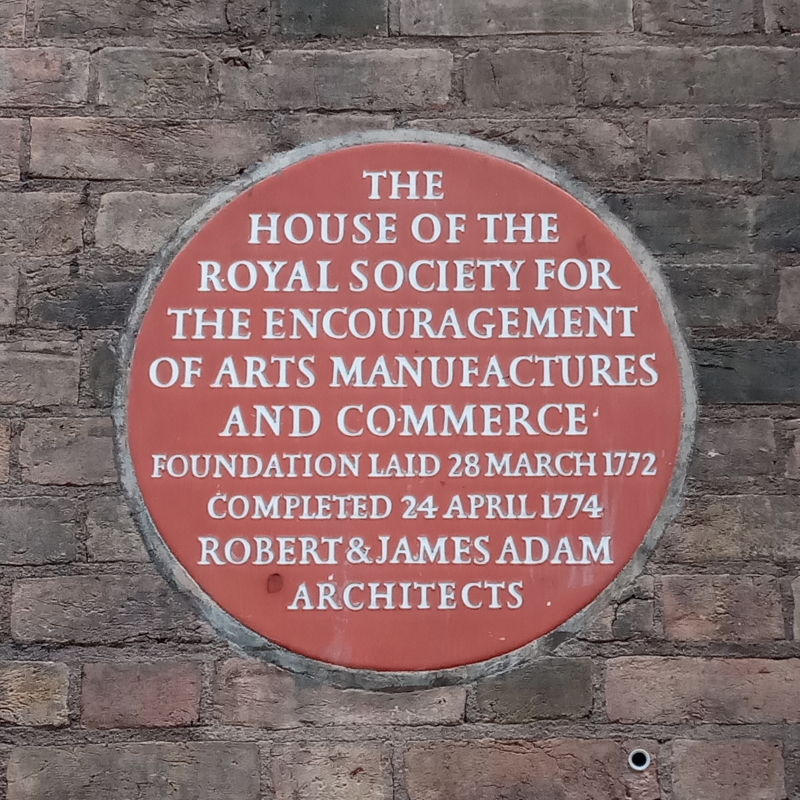 THE
HOUSE OF THE
ROYAL SOCIETY FOR
THE ENCOURAGEMENT
OF ARTS MANUFACTURES
AND COMMERCE
FOUNDATION LAID 28 MARCH 1772
COMPLETED 24 APRIL 1774
ROBERT & JAMES ADAM
ARCHITECTS